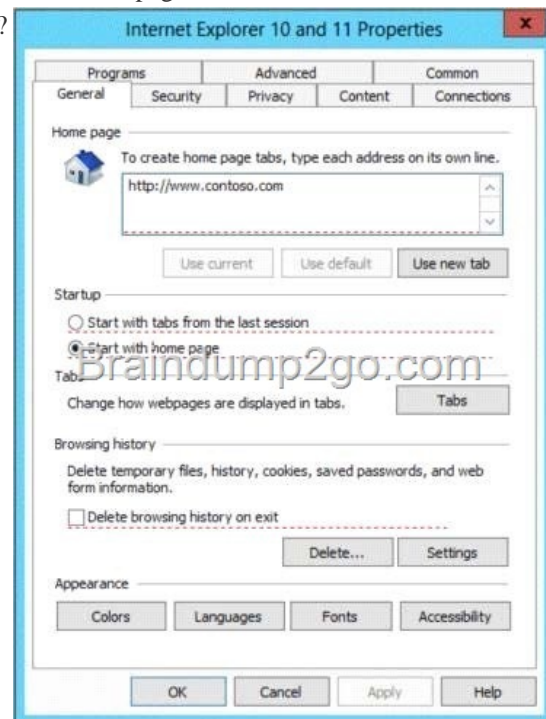 ?
Internet Explorer 10 and 11 Properties
x
Programs Advanced Common
General Security Privacy Content Connections
Home page
To create home page tabs, type each address on its own line.
http://www.contoso.com
Use current Use default Use new tab
Startup
Start with tabs from the last session
Start with home page
Braindump2go.com
Tabs
Change how webpages are displayed in tabs. Tabs
Browsing history
Delete temporary files, history, cookies, saved passwords, and web
form information.
Delete browsing history on exit
Delete... Settings
Appearance
Colors Languages Fonts Accessibility
OK Cancel Apply Help